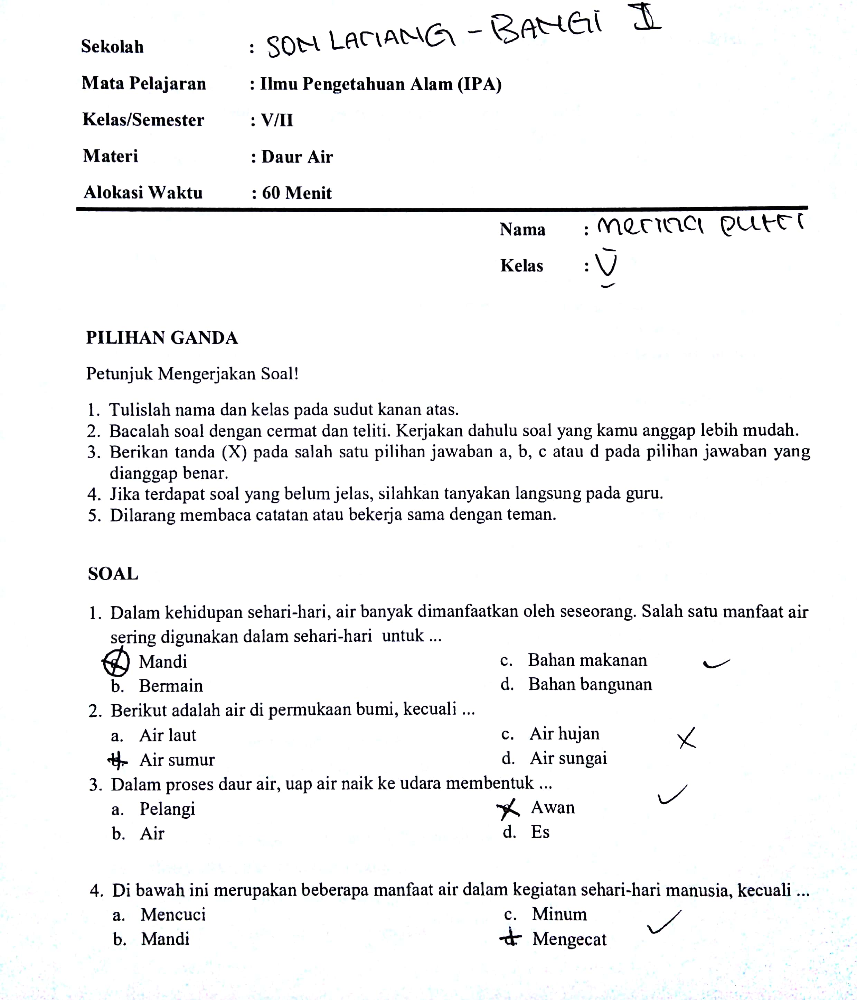 Sekolah : SDN LARIANG - BANGI II
Mata Pelajaran : Ilmu Pengetahuan Alam (IPA)
Kelas/Semester : V/II
Materi : Daur Air
Alokasi Waktu : 60 Menit
Nama : Merina putri
Kelas : V
PILIHAN GANDA
Petunjuk Mengerjakan Soal!
1. Tulislah nama dan kelas pada sudut kanan atas.
2. Bacalah soal dengan cermat dan teliti. Kerjakan dahulu soal yang kamu anggap lebih mudah.
3. Berikan tanda (X) pada salah satu pilihan jawaban a, b, c atau d pada pilihan jawaban yang
dianggap benar.
4. Jika terdapat soal yang belum jelas, silahkan tanyakan langsung pada guru.
5. Dilarang membaca catatan atau bekerja sama dengan teman.
SOAL
1. Dalam kehidupan sehari-hari, air banyak dimanfaatkan oleh seseorang. Salah satu manfaat air
sering digunakan dalam sehari-hari untuk ...
a. Mandi c. Bahan makanan
b. Bermain d. Bahan bangunan
2. Berikut adalah air di permukaan bumi, kecuali ...
a. Air laut c. Air hujan
b. Air sumur d. Air sungai
3. Dalam proses daur air, uap air naik ke udara membentuk ...
a. Pelangi c. Awan
b. Air d. Es
4. Di bawah ini merupakan beberapa manfaat air dalam kegiatan sehari-hari manusia, kecuali ...
a. Mencuci c. Minum
b. Mandi d. Mengecat